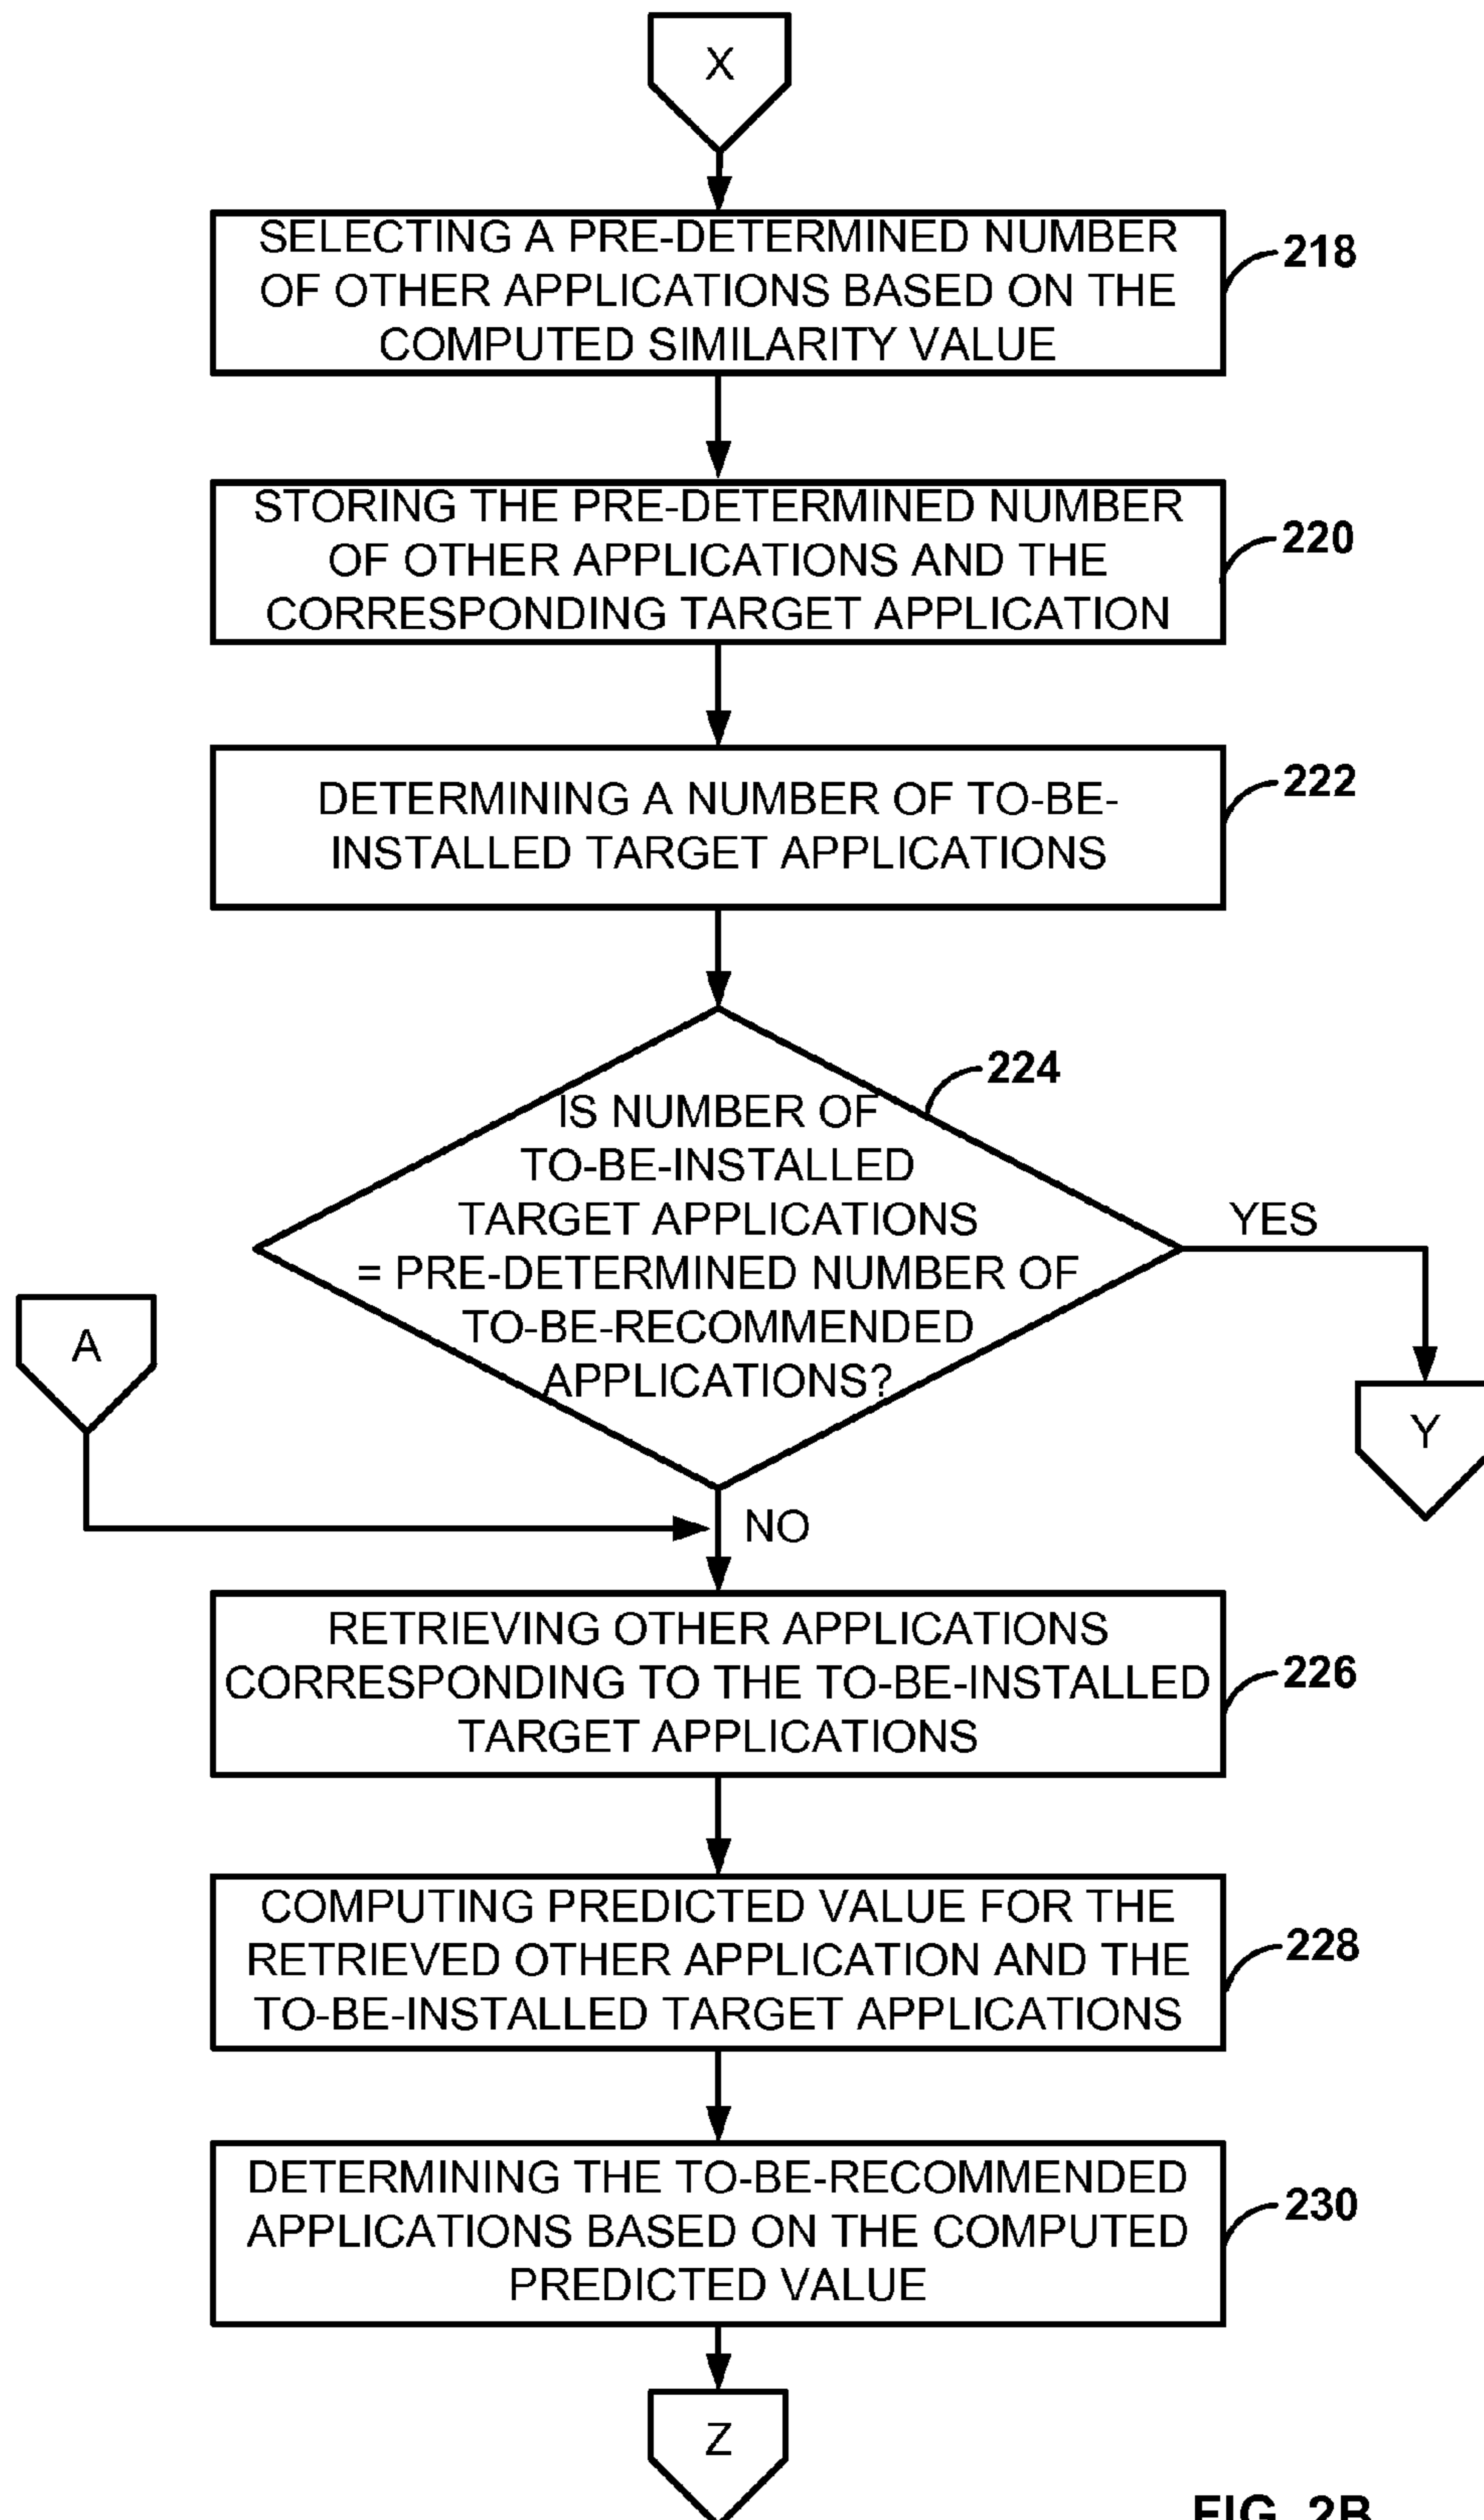 X
SELECTING A PRE-DETERMINED NUMBER
OF OTHER APPLICATIONS BASED ON THE
COMPUTED SIMILARITY VALUE
218
STORING THE PRE-DETERMINED NUMBER
OF OTHER APPLICATIONS AND THE
CORRESPONDING TARGET APPLICATION
220
DETERMINING A NUMBER OF TO-BE-
INSTALLED TARGET APPLICATIONS
222
224
IS NUMBER OF
TO-BE-INSTALLED
TARGET APPLICATIONS
= PRE-DETERMINED NUMBER OF
TO-BE-RECOMMENDED
APPLICATIONS?
YES
A
Y
NO
RETRIEVING OTHER APPLICATIONS
CORRESPONDING TO THE TO-BE-INSTALLED
TARGET APPLICATIONS
226
COMPUTING PREDICTED VALUE FOR THE
RETRIEVED OTHER APPLICATION AND THE
TO-BE-INSTALLED TARGET APPLICATIONS
228
DETERMINING THE TO-BE-RECOMMENDED
APPLICATIONS BASED ON THE COMPUTED
PREDICTED VALUE
230
Z
FIG. 2B